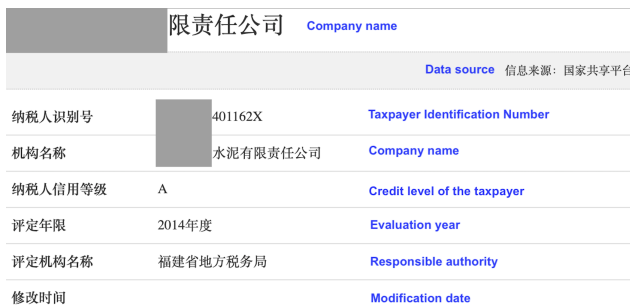 限责任公司 Company name
Data source 信息来源：国家共享平台
纳税人识别号 401162X Taxpayer Identification Number
机构名称 水泥有限责任公司 Company name
纳税人信用等级 A Credit level of the taxpayer
评定年限 2014年度 Evaluation year
评定机构名称 福建省地方税务局 Responsible authority
修改时间 Modification date